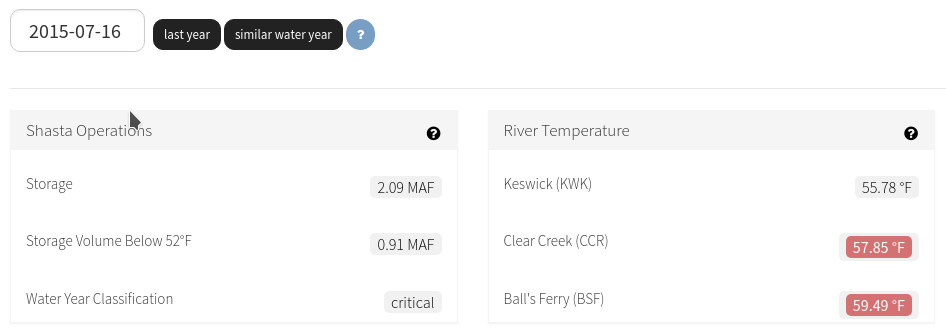 2015-07-16 last year similar water year ?
Shasta Operations ?
Storage 2.09 MAF
Storage Volume Below 52°F 0.91 MAF
Water Year Classification critical
River Temperature ?
Keswick (KWK) 55.78 °F
Clear Creek (CCR) 57.85 °F
Ball's Ferry (BSF) 59.49 °F